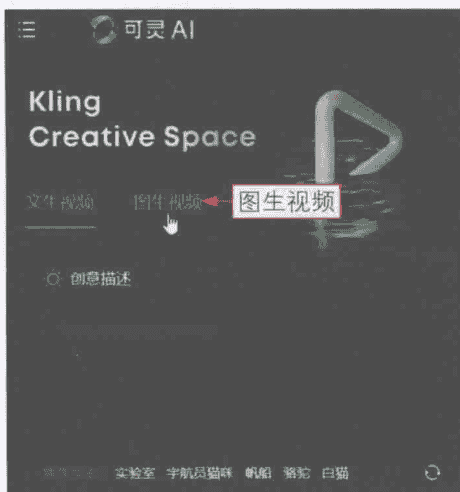 可灵 AI
Kling
Creative Space
文生视频 图生视频 图生视频
创意描述
实验室 宇航员猫咪 帆船 骆驼 白猫